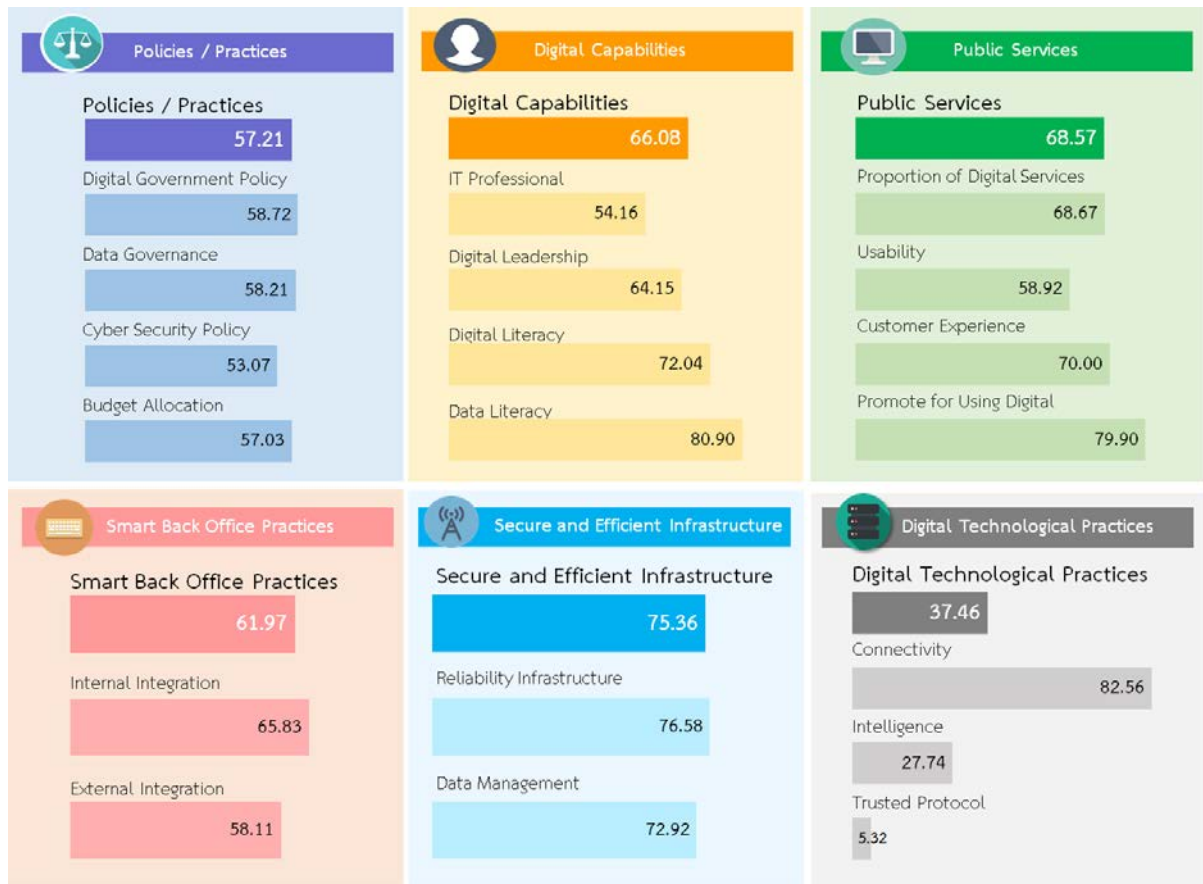 Policies / Practices
Policies / Practices
57.21
Digital Government Policy
58.72
Data Governance
58.21
Cyber Security Policy
53.07
Budget Allocation
57.03
Digital Capabilities
Digital Capabilities
66.08
IT Professional
54.16
Digital Leadership
64.15
Digital Literacy
72.04
Data Literacy
80.90
Public Services
Public Services
68.57
Proportion of Digital Services
68.67
Usability
58.92
Customer Experience
70.00
Promote for Using Digital
79.90
Smart Back Office Practices
Smart Back Office Practices
61.97
Internal Integration
65.83
External Integration
58.11
Secure and Efficient Infrastructure
Secure and Efficient Infrastructure
75.36
Reliability Infrastructure
76.58
Data Management
72.92
Digital Technological Practices
Digital Technological Practices
37.46
Connectivity
82.56
Intelligence
27.74
Trusted Protocol
5.32